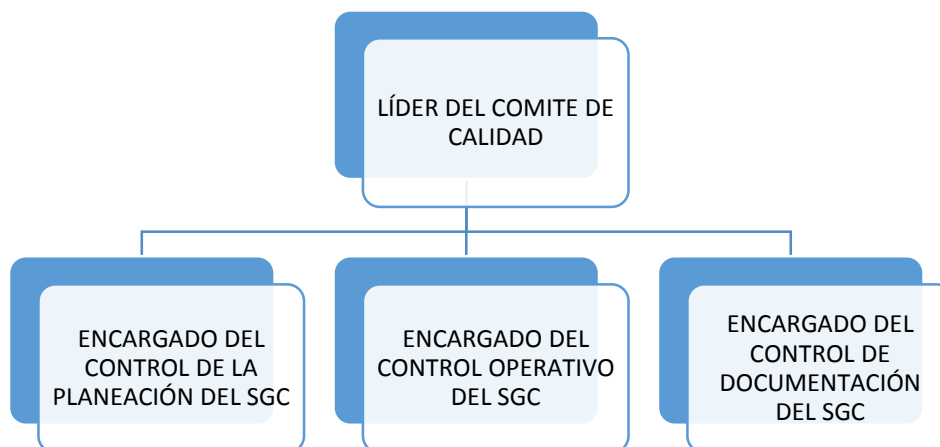 LÍDER DEL COMITE DE
CALIDAD
ENCARGADO DEL
CONTROL DE LA
PLANEACIÓN DEL SGC
ENCARGADO DEL
CONTROL OPERATIVO
DEL SGC
ENCARGADO DEL
CONTROL DE
DOCUMENTACIÓN
DEL SGC